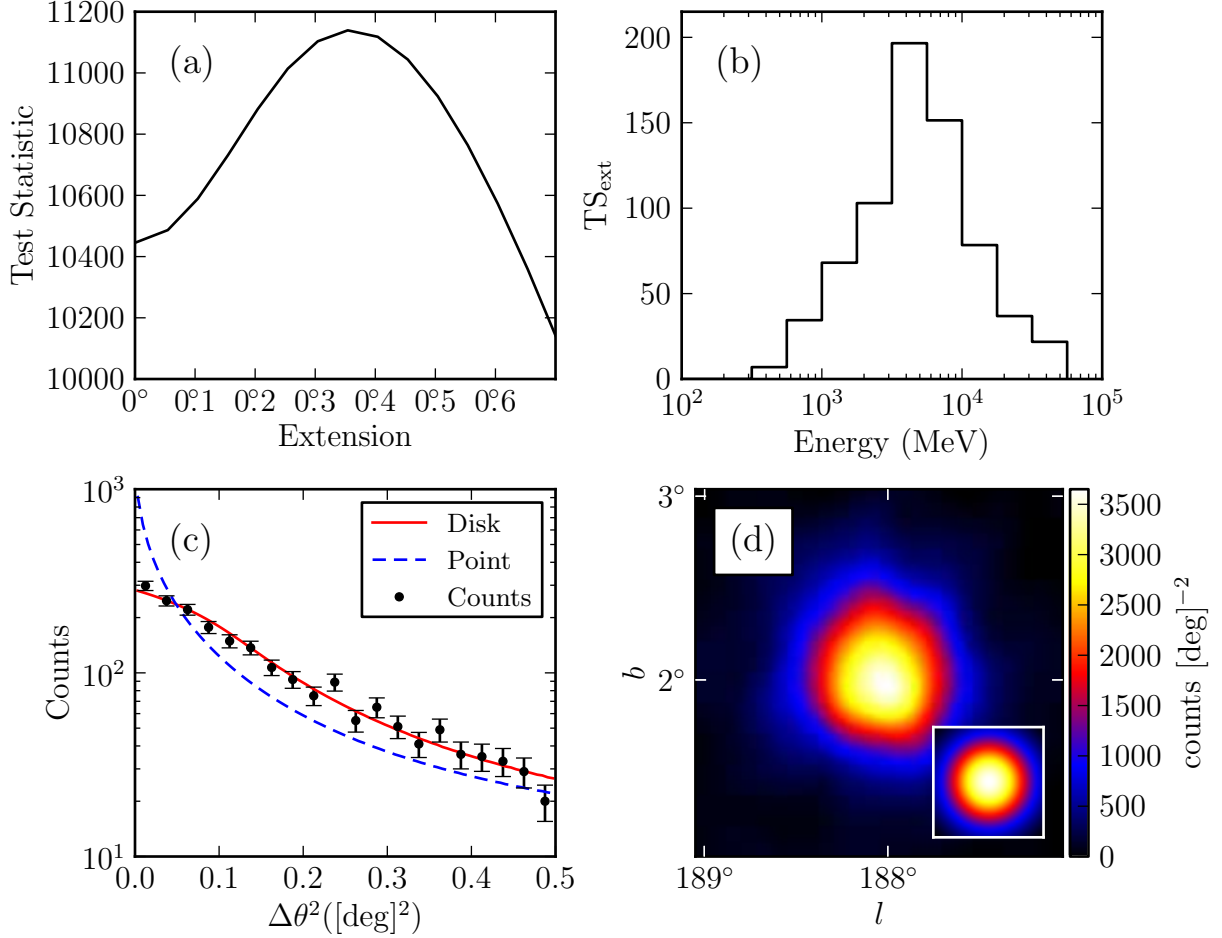 (a)
Test Statistic
11200
11000
10800
10600
10400
10200
10000
0° 0°.1 0°.2 0°.3 0°.4 0°.5 0°.6
Extension
(b)
TS_ext
200
150
100
50
0
10² 10³ 10⁴ 10⁵
Energy (MeV)
(c)
Disk
Point
Counts
Counts
10³
10²
10¹
0.0 0.1 0.2 0.3 0.4 0.5
Δθ²([deg]²)
(d)
b
3°
2°
189° 188°
l
3500
3000
2500
2000
1500
1000
500
0
counts [deg]⁻²